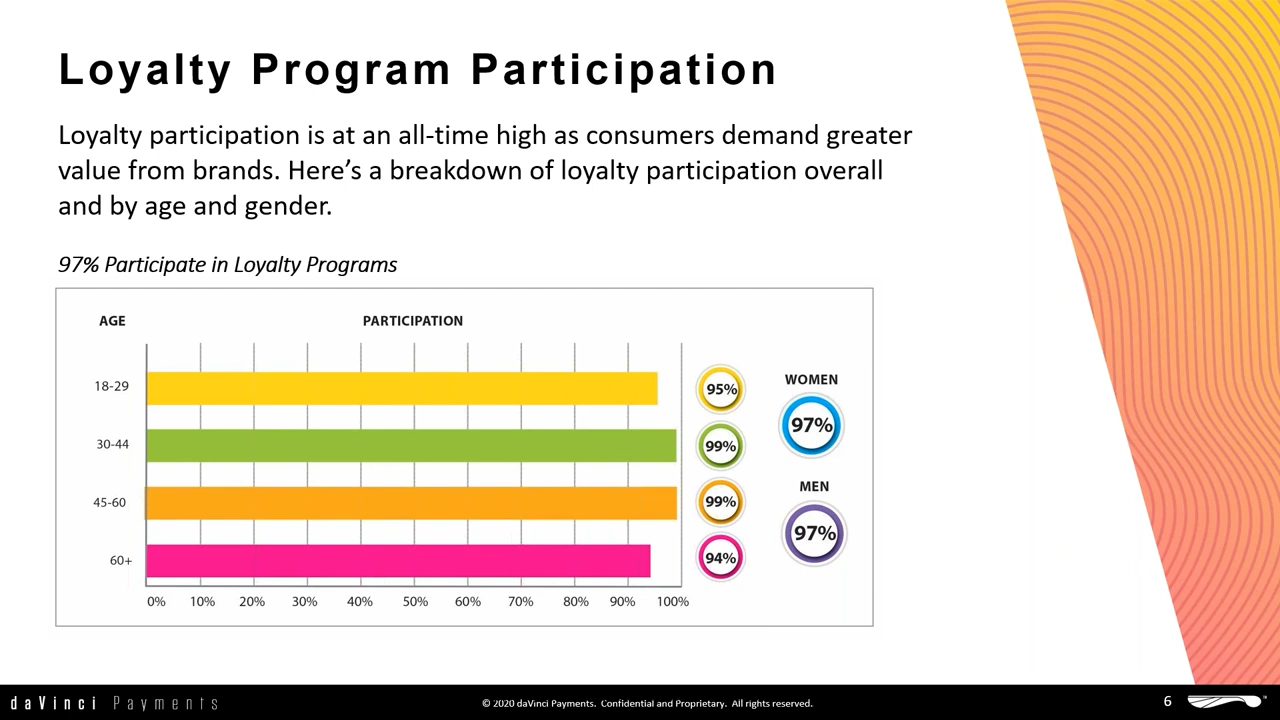 Loyalty Program Participation
Loyalty participation is at an all-time high as consumers demand greater
value from brands. Here’s a breakdown of loyalty participation overall
and by age and gender.
97% Participate in Loyalty Programs
AGE
PARTICIPATION
18-29
95%
30-44
99%
45-60
99%
60+
94%
0% 10% 20% 30% 40% 50% 60% 70% 80% 90% 100%
WOMEN
97%
MEN
97%
daVinci Payments
© 2020 daVinci Payments. Confidential and Proprietary. All rights reserved.
6